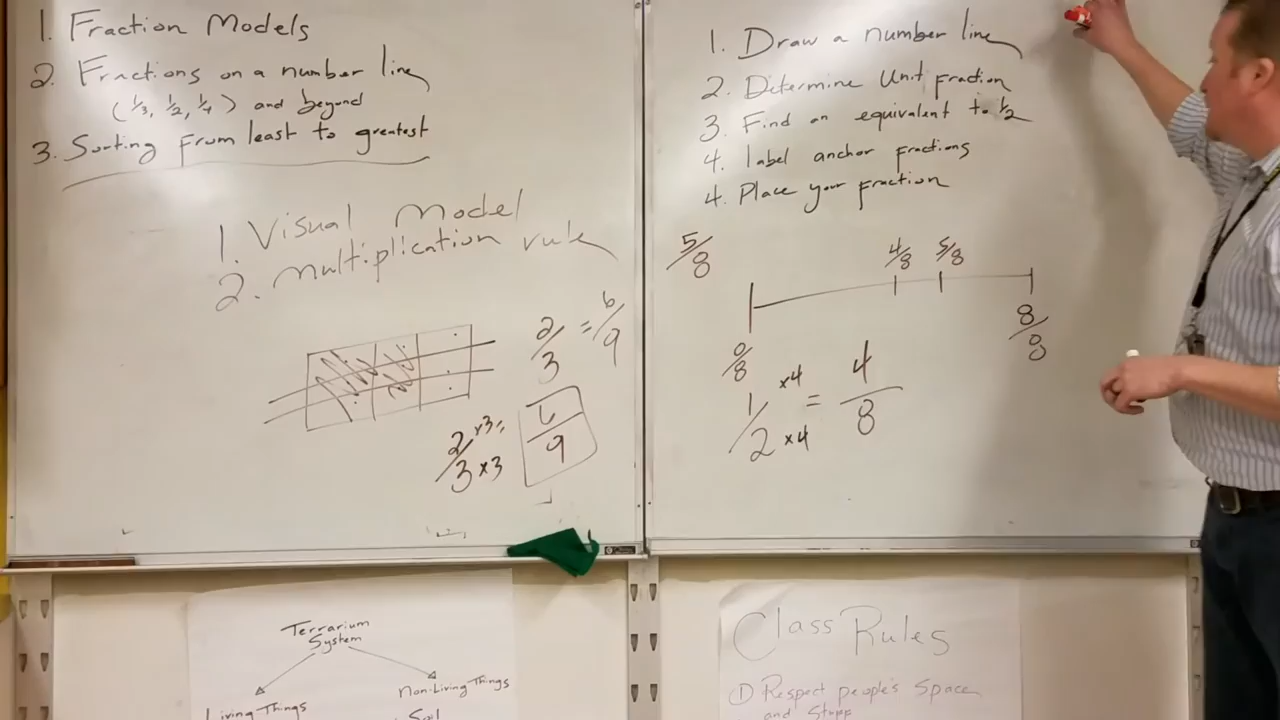 1. Fraction Models
2. Fractions on a number line
(1/3, 1/2, 1/4) and beyond
3. Sorting from least to greatest
1. Visual Model
2. Multiplication rule
2/3 = 6/9
2/3 x3 = x3 6/9
1. Draw a number line
2. Determine Unit fraction
3. Find an equivalent to 1/2
4. label anchor fractions
4. Place your fraction
5/8
4/8 5/8
0/8 8/8
1/2 x4 x4 = 4/8
Terrarium
System
Living Things
Non-Living Things
Soil
Class Rules
1) Respect people's Space
and Stuff